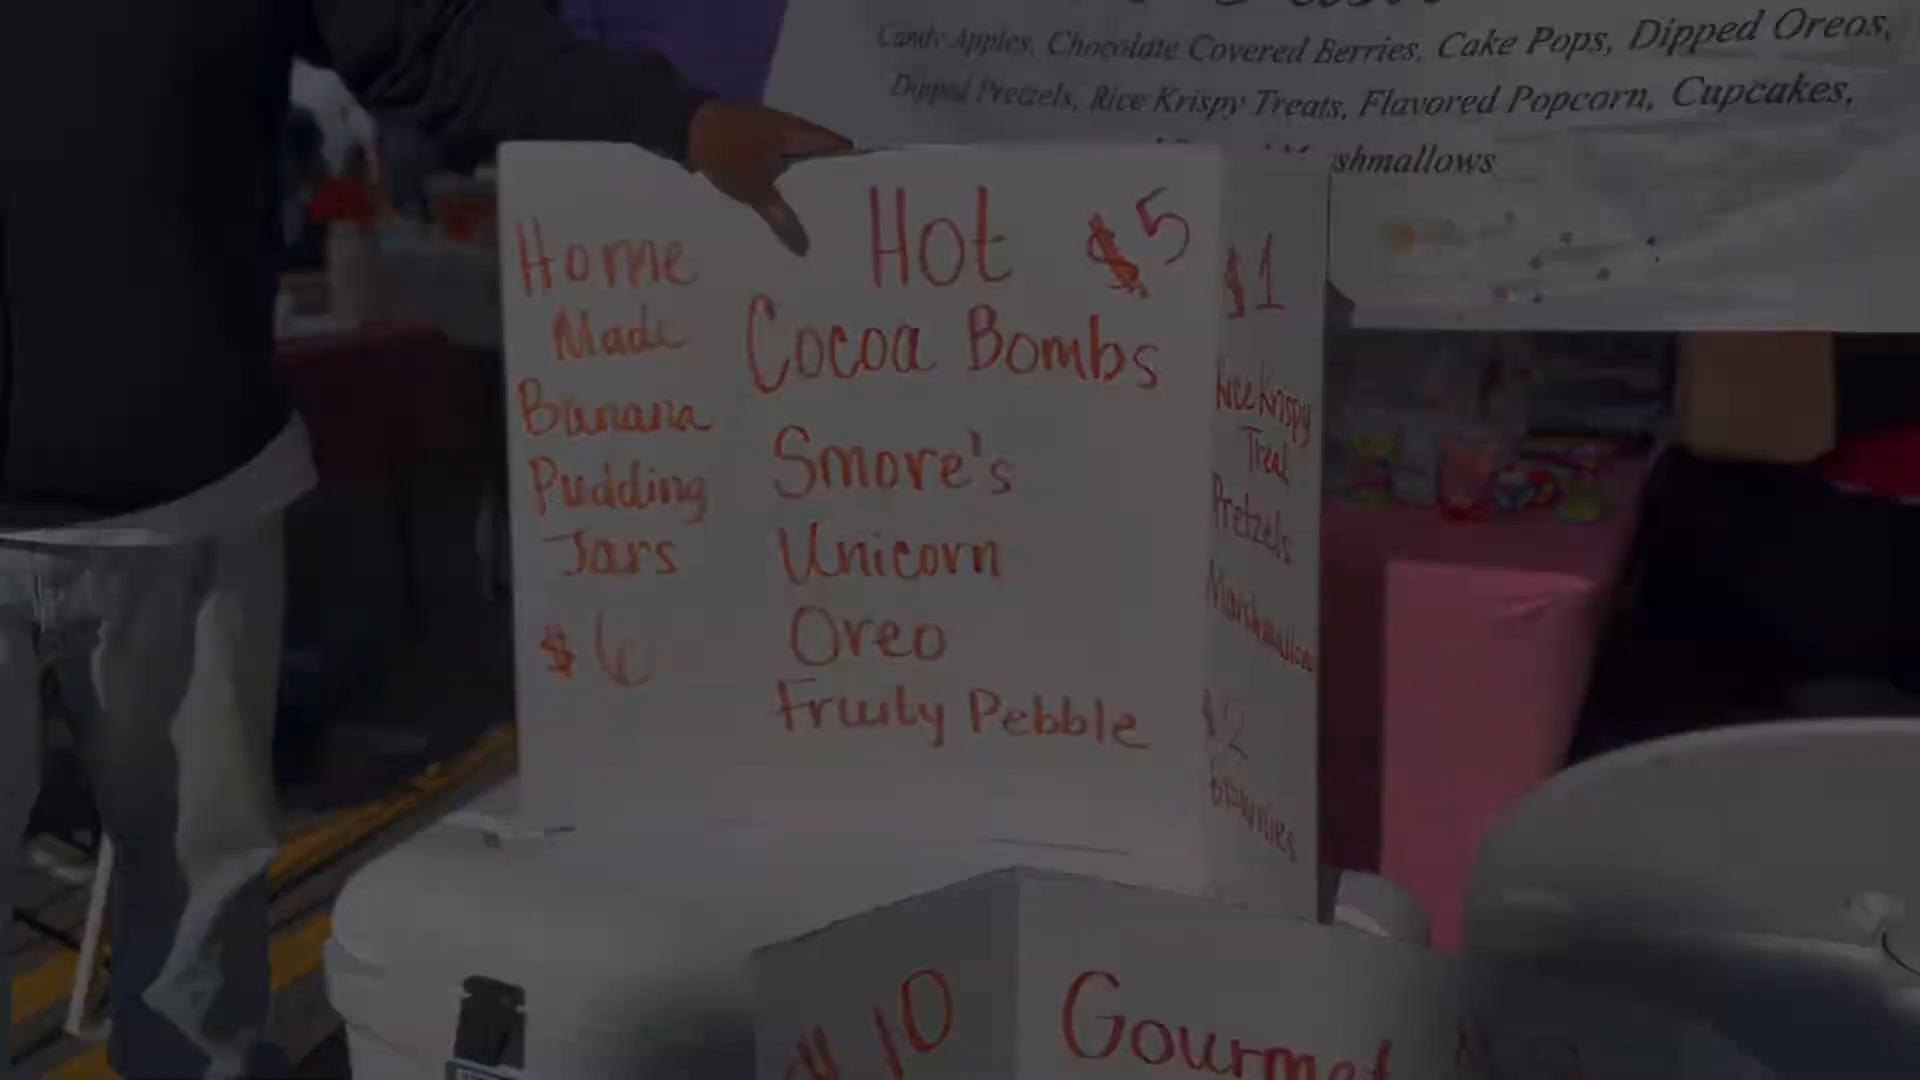 Candy Apples, Chocolate Covered Berries, Cake Pops, Dipped Oreos,
Dipped Pretzels, Rice Krispy Treats, Flavored Popcorn, Cupcakes,
shmallows
Home
Made
Banana
Pudding
Jars
$6
Hot $5
Cocoa Bombs
Smore's
Unicorn
Oreo
Fruity Pebble
$1
Rice Krispy
Treat
Pretzels
Marshmallow
$2
Brownies
10
Gourmet